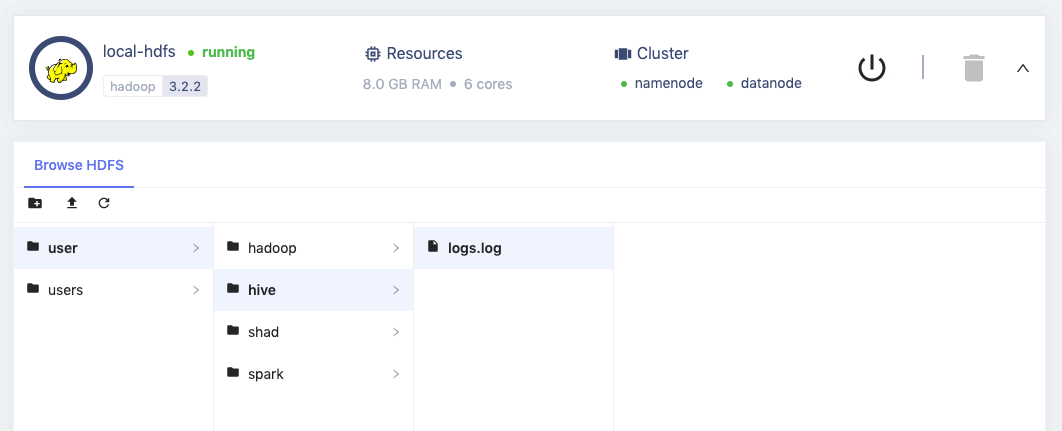 local-hdfs running
hadoop 3.2.2
Resources
8.0 GB RAM 6 cores
Cluster
namenode datanode
Browse HDFS
user
users
hadoop
hive
shad
spark
logs.log